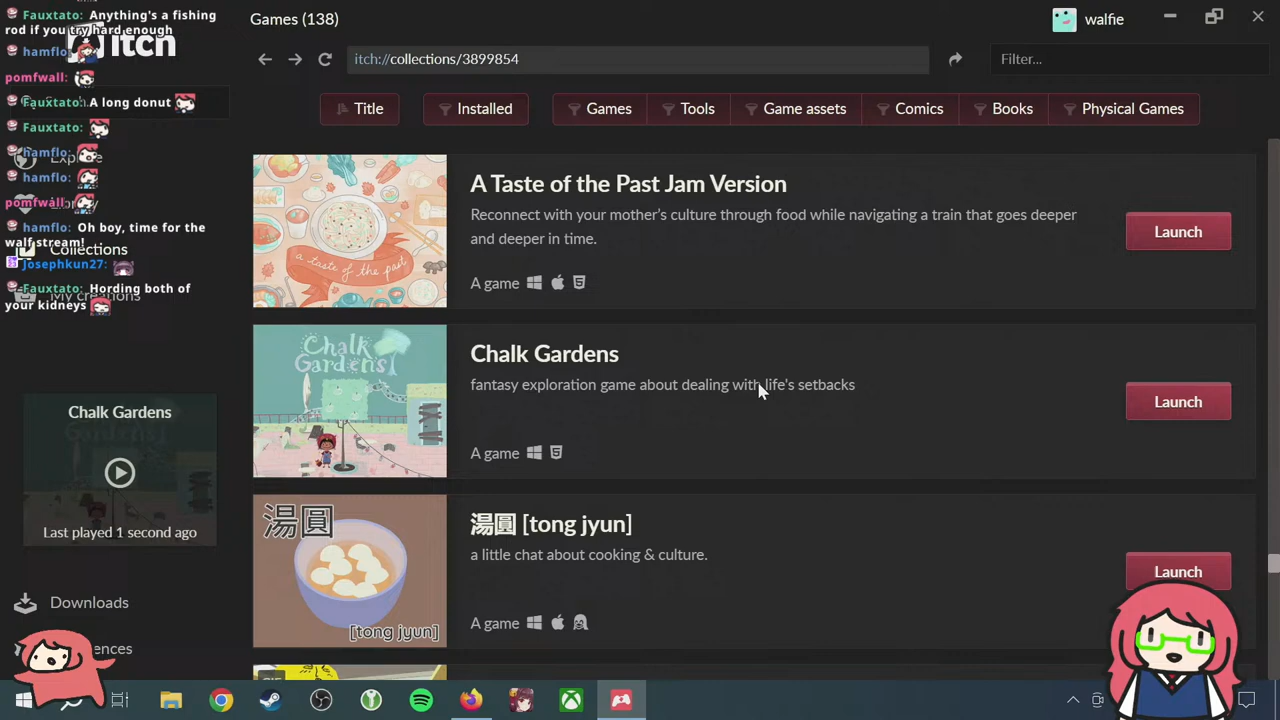 Fauxtato: Anything's a fishing
rod if you try hard enough
itch
hamflo:
pomfwall:
Fauxtato: A long donut
Fauxtato:
hamflo:
hamflo:
pomfwall:
hamflo: Oh boy, time for the
walf stream!
Collections
josephkun27:
Fauxtato: Hording both of
your kidneys
My creations
Chalk Gardens
Last played 1 second ago
Downloads
Games (138)
walfie
itch://collections/3899854
Filter...
Title
Installed
Games
Tools
Game assets
Comics
Books
Physical Games
a taste of the past
A Taste of the Past Jam Version
Reconnect with your mother's culture through food while navigating a train that goes deeper
and deeper in time.
A game
Launch
Chalk
Gardens
Chalk Gardens
fantasy exploration game about dealing with life's setbacks
A game
Launch
湯圓
[tong jyun]
湯圓 [tong jyun]
a little chat about cooking & culture.
A game
Launch